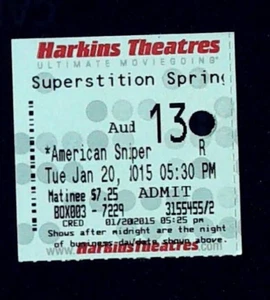 Harkins Theatres
ULTIMATE MOVIEGOING®
Superstition Spring
Aud 13
*American Sniper R
Tue Jan 20, 2015 05:30 PM
Matinee $7.25 ADMIT
BOX003 - 7229 3155455/2
CRED 01/20/2015 05:25 pm
Shows after midnight are the night
of business day/date shown above.
www.HarkinsTheatres.com